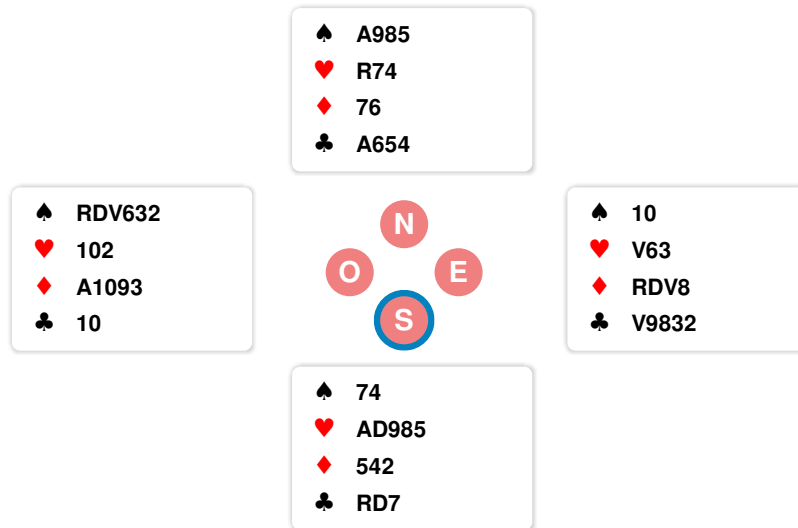 ♠ A985
♥ R74
♦ 76
♣ A654
♠ RDV632
♥ 102
♦ A1093
♣ 10
N
O E
S
♠ 10
♥ V63
♦ RDV8
♣ V9832
♠ 74
♥ AD985
♦ 542
♣ RD7